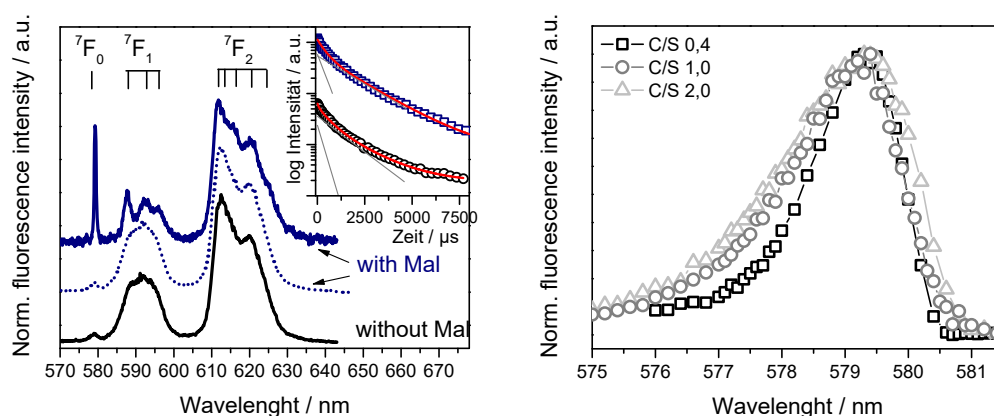 Norm. fluorescence intensity / a.u.
⁷F₀ ⁷F₁ ⁷F₂
log Intensität / a.u.
0 2500 5000 7500
Zeit / µs
with Mal
without Mal
570 580 590 600 610 620 630 640 650 660 670
Wavelenght / nm
Norm. fluorescence intensity / a.u.
C/S 0,4
C/S 1,0
C/S 2,0
575 576 577 578 579 580 581
Wavelenght / nm